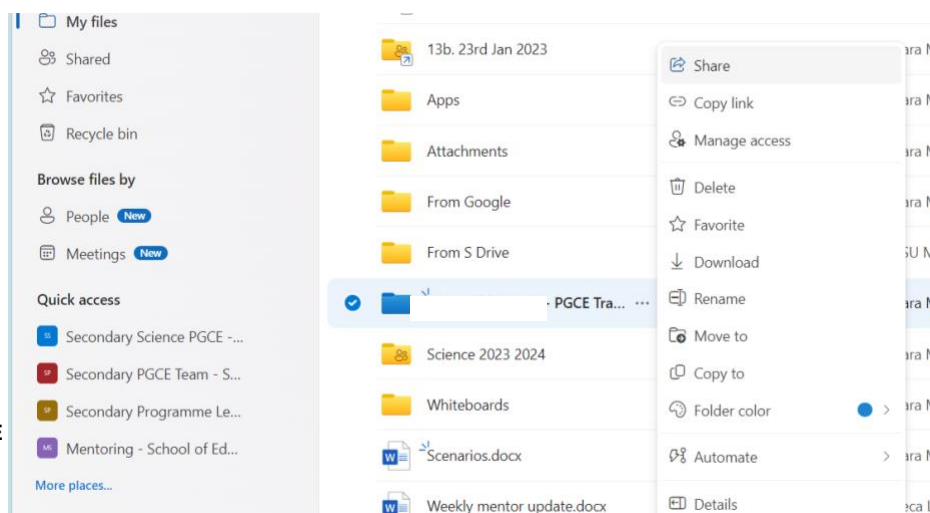 My files
Shared
Favorites
Recycle bin
Browse files by
People New
Meetings New
Quick access
SS Secondary Science PGCE -...
SP Secondary PGCE Team - S...
SP Secondary Programme Le...
MS Mentoring - School of Ed...
More places...
13b. 23rd Jan 2023
Apps
Attachments
From Google
From S Drive
- PGCE Tra... ...
Science 2023 2024
Whiteboards
Scenarios.docx
Weekly mentor update.docx
Share
Copy link
Manage access
Delete
Favorite
Download
Rename
Move to
Copy to
Folder color
Automate
Details